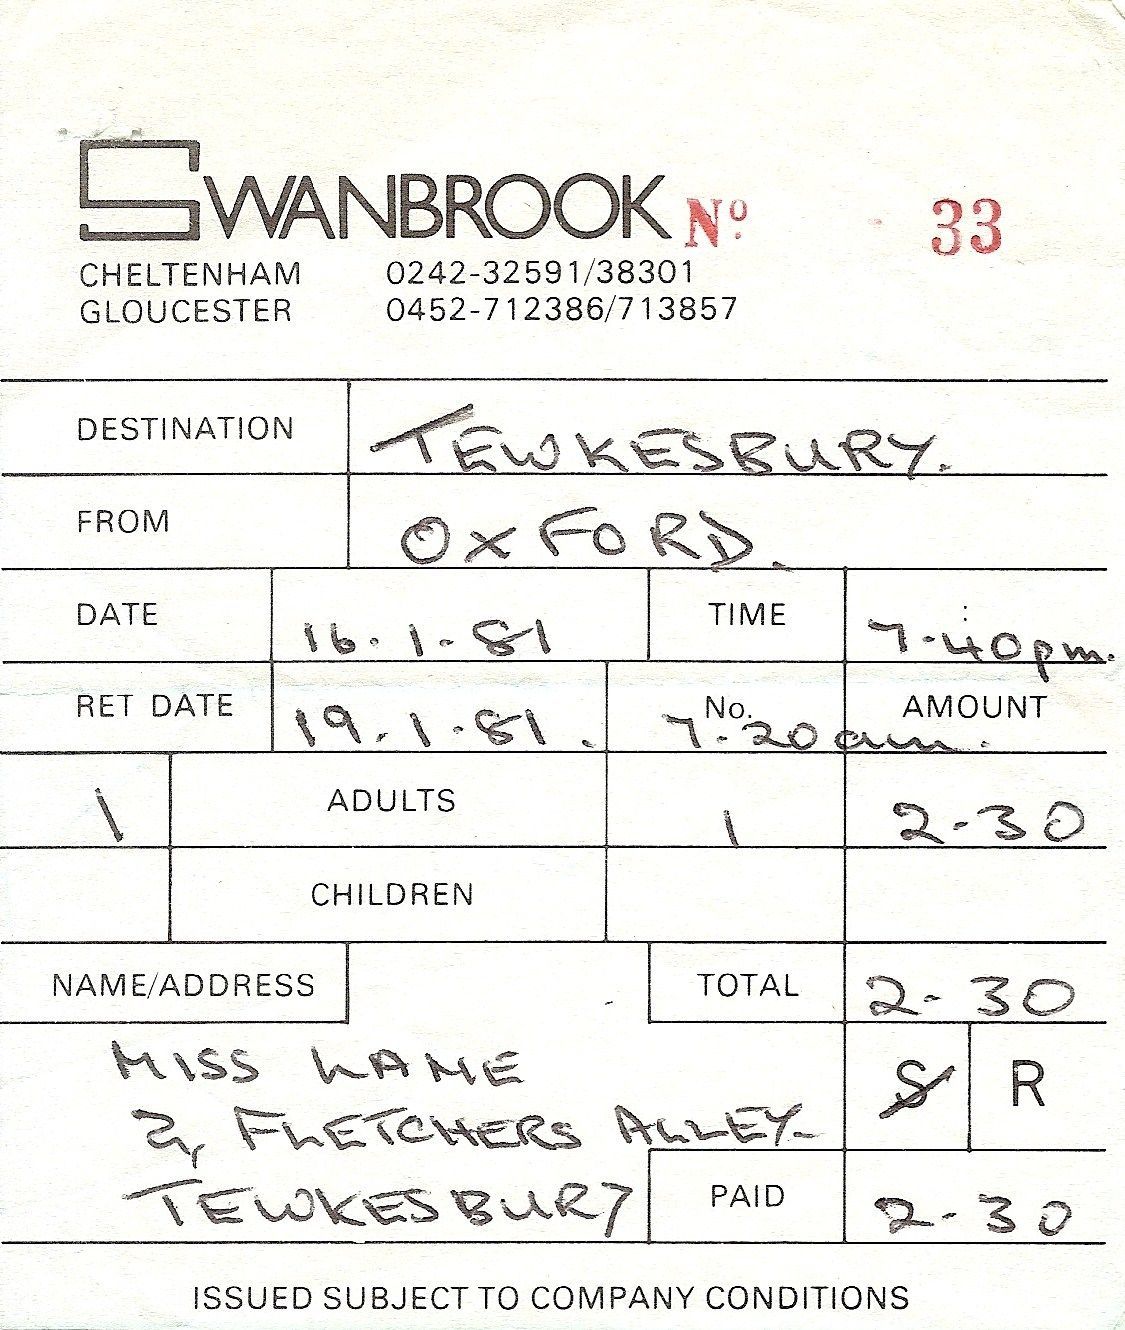 SWANBROOK Nº 33
CHELTENHAM 0242-32591/38301
GLOUCESTER 0452-712386/713857
DESTINATION TEWKESBURY.
FROM OXFORD.
DATE 16.1.81 TIME 7.40pm.
RET DATE 19.1.81. No. 7.20am. AMOUNT
1 ADULTS 1 2-30
CHILDREN
NAME/ADDRESS TOTAL 2-30
MISS LANE S R
2, FLETCHERS ALLEY-
TEWKESBURY PAID 2-30
ISSUED SUBJECT TO COMPANY CONDITIONS